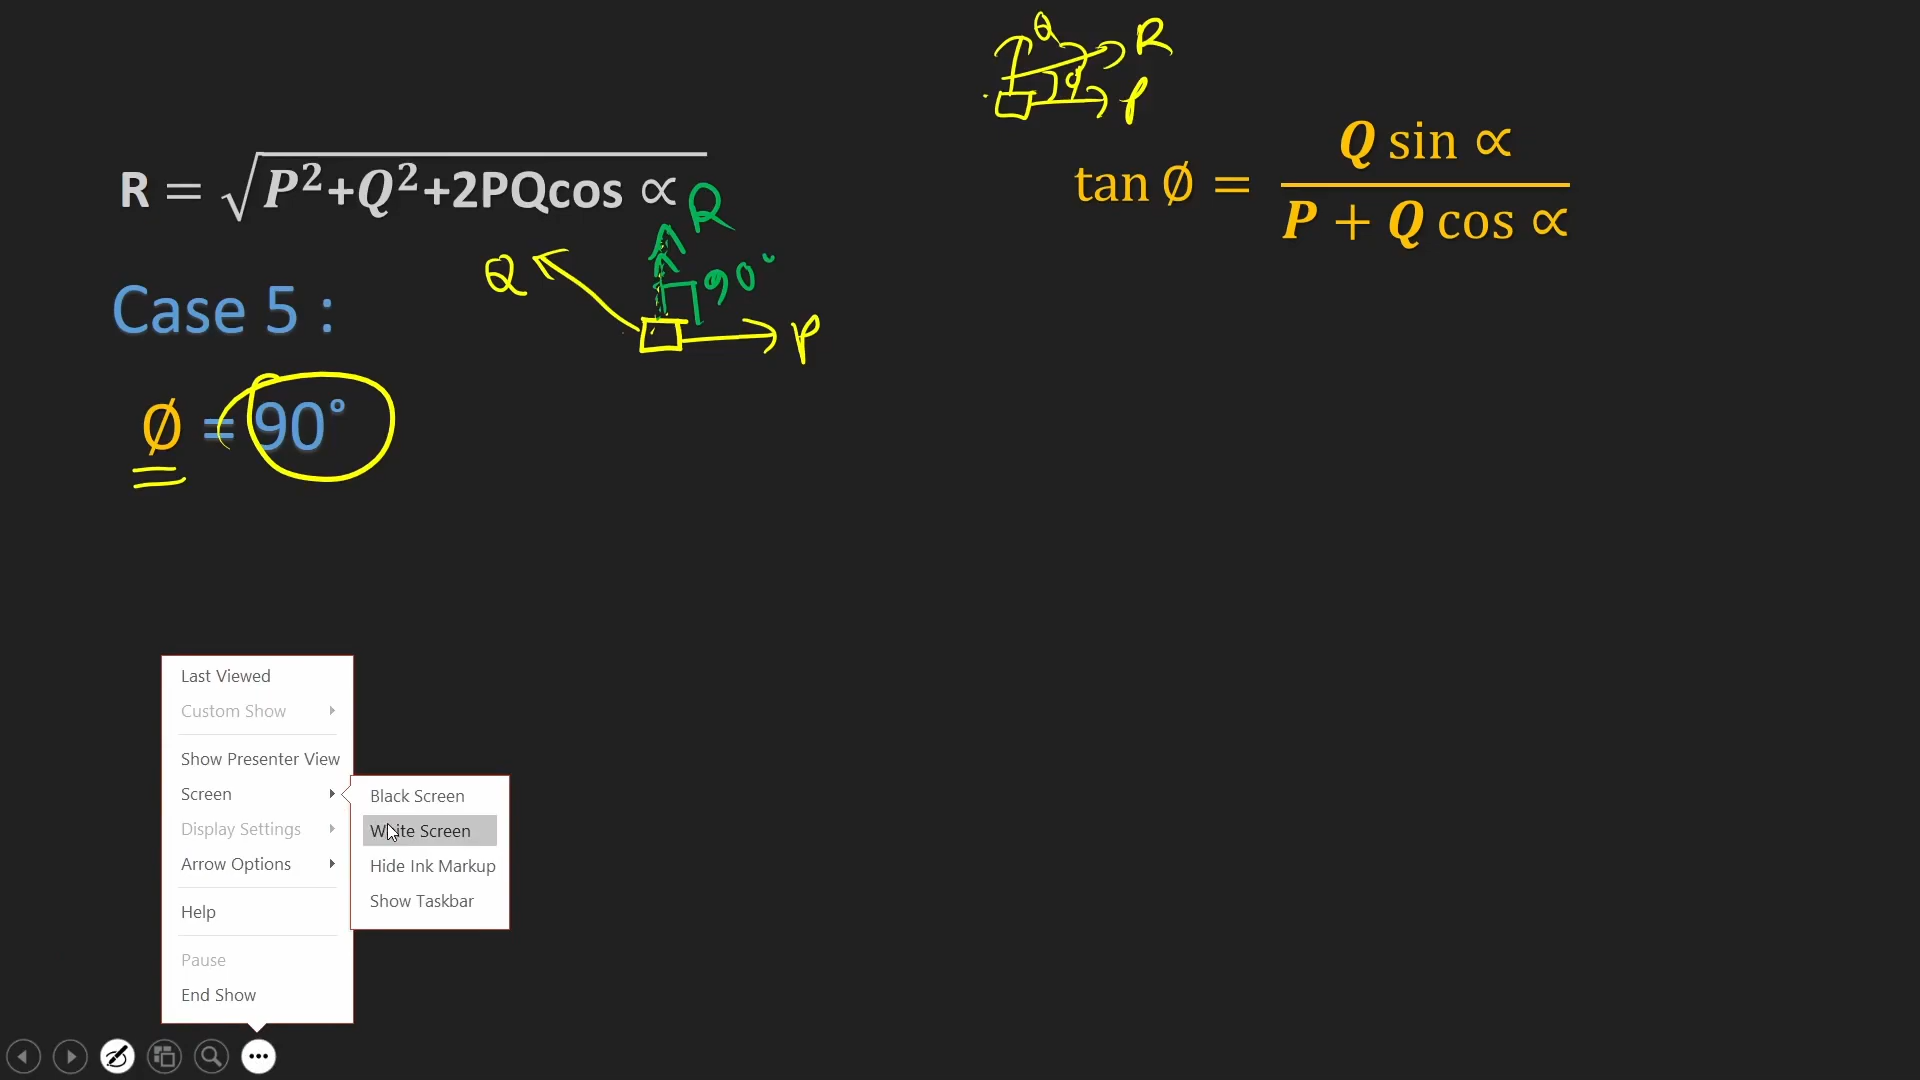 Q
R
φ
P
R = √P²+Q²+2PQcos ∝
tan ∅ = Q sin ∝ / P + Q cos ∝
R
Q
90°
Case 5 :
P
∅ = 90°
Last Viewed
Custom Show
Show Presenter View
Screen
Black Screen
Display Settings
White Screen
Arrow Options
Hide Ink Markup
Show Taskbar
Help
Pause
End Show